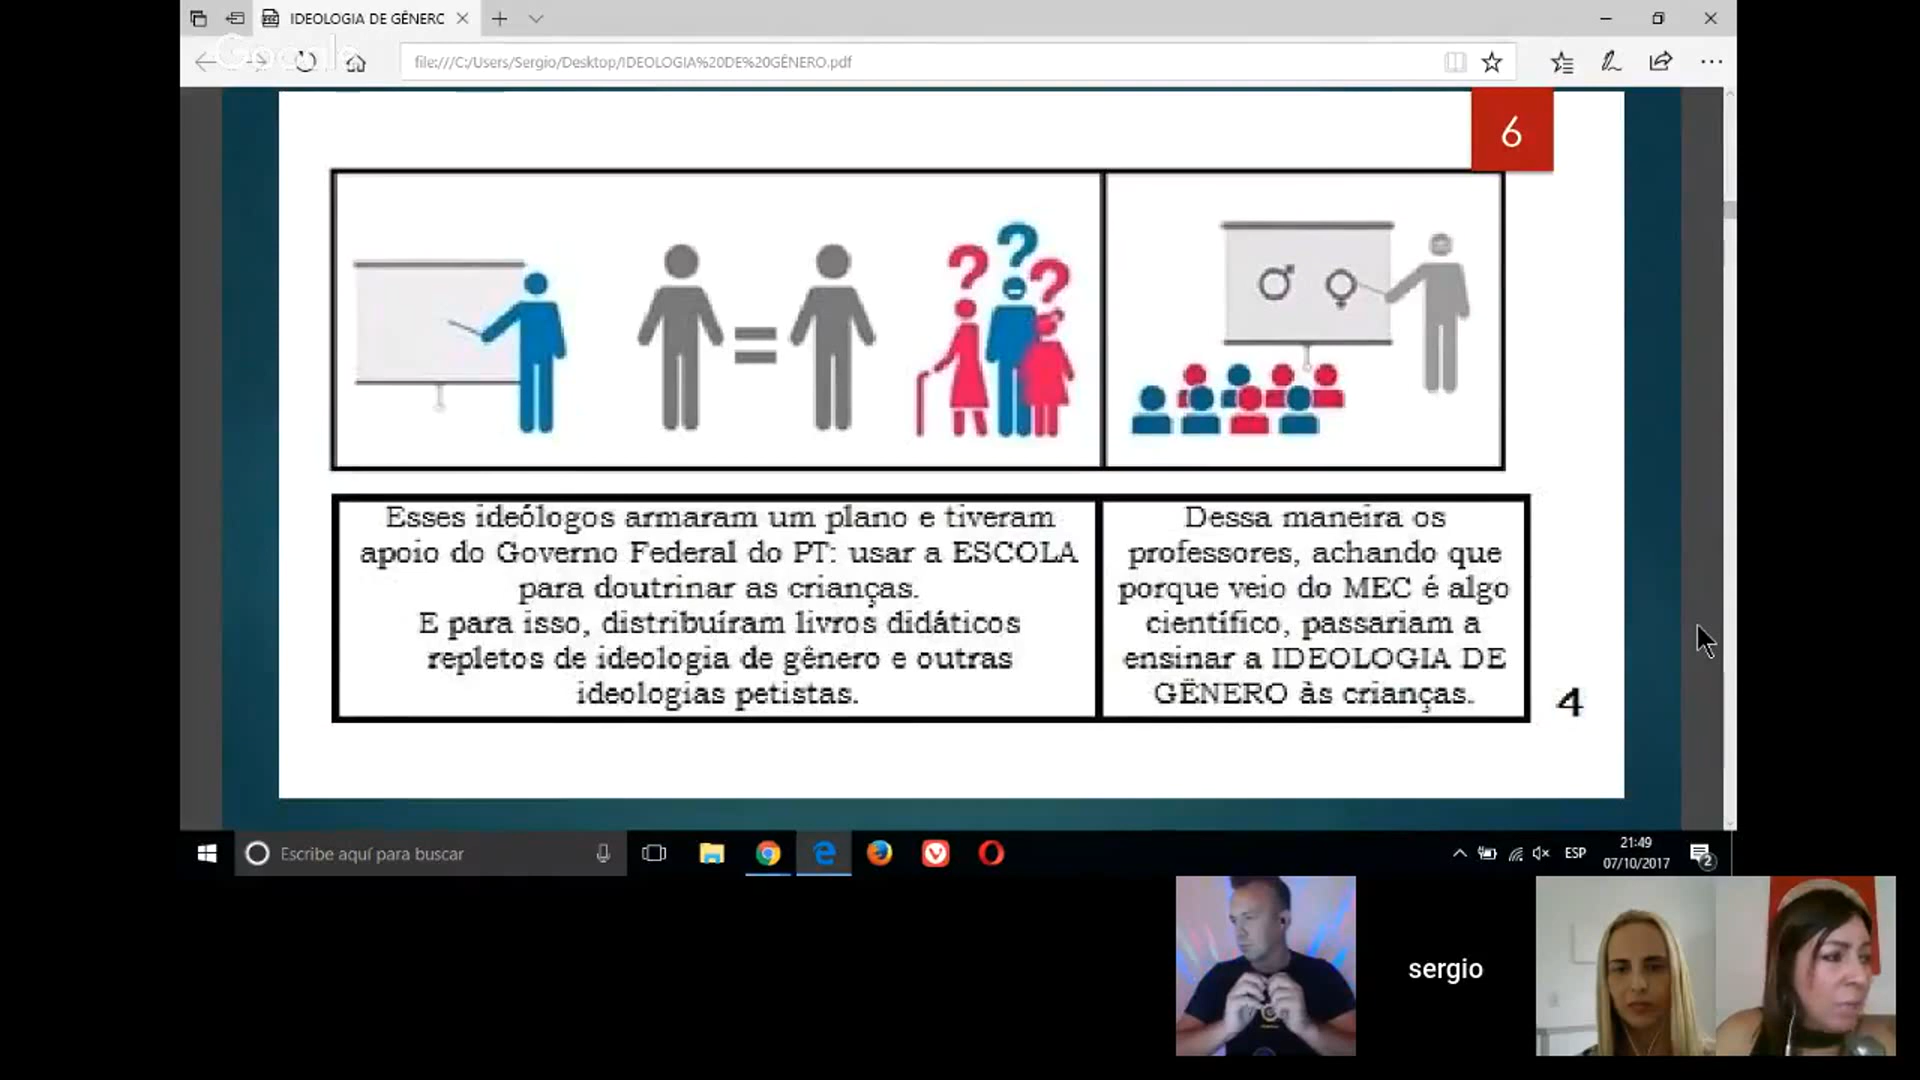 IDEOLOGIA DE GÊNERC
Google
file:///C:/Users/Sergio/Desktop/IDEOLOGIA%20DE%20GÊNERO.pdf
6
? ? ?
=
Esses ideólogos armaram um plano e tiveram
apoio do Governo Federal do PT: usar a ESCOLA
para doutrinar as crianças.
E para isso, distribuíram livros didáticos
repletos de ideologia de gênero e outras
ideologias petistas.
Dessa maneira os
professores, achando que
porque veio do MEC é algo
científico, passariam a
ensinar a IDEOLOGIA DE
GÊNERO às crianças.
4
Escribe aquí para buscar
ESP
21:49
07/10/2017
2
sergio